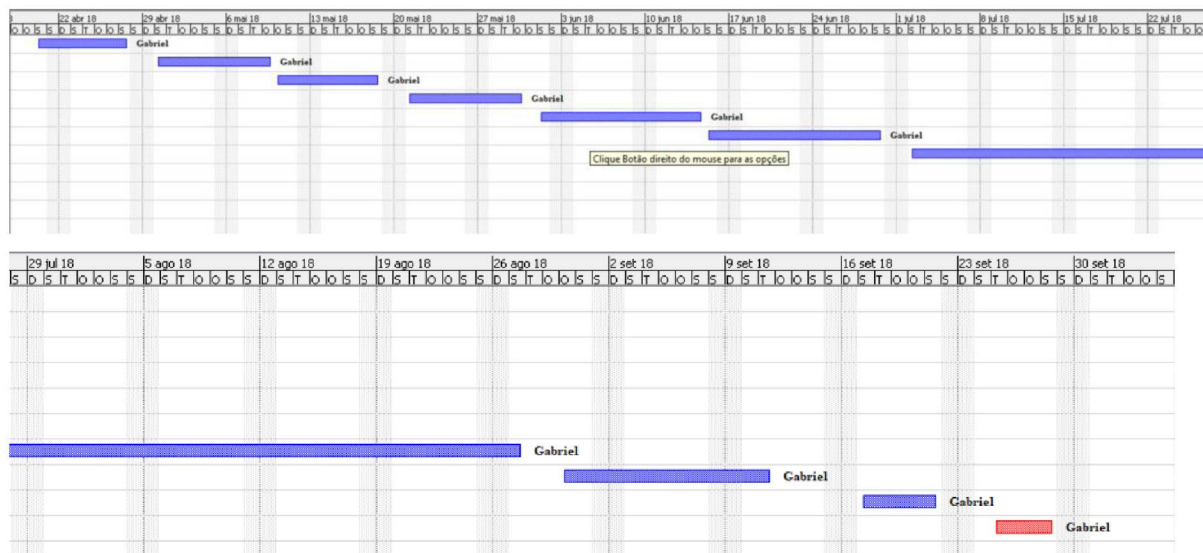 22 abr 18 29 abr 18 6 mai 18 13 mai 18 20 mai 18 27 mai 18 3 jun 18 10 jun 18 17 jun 18 24 jun 18 1 jul 18 8 jul 18 15 jul 18 22 jul 18
Gabriel
Gabriel
Gabriel
Gabriel
Gabriel
Gabriel
Clique Botão direito do mouse para as opções
29 jul 18 5 ago 18 12 ago 18 19 ago 18 26 ago 18 2 set 18 9 set 18 16 set 18 23 set 18 30 set 18
S D S T Q Q S S D S T Q Q S S D S T Q Q S S D S T Q Q S S D S T Q Q S S D S T Q Q S S D S T Q Q S S D S T Q Q S S D S T Q Q S S D S T Q Q S
Gabriel
Gabriel
Gabriel
Gabriel